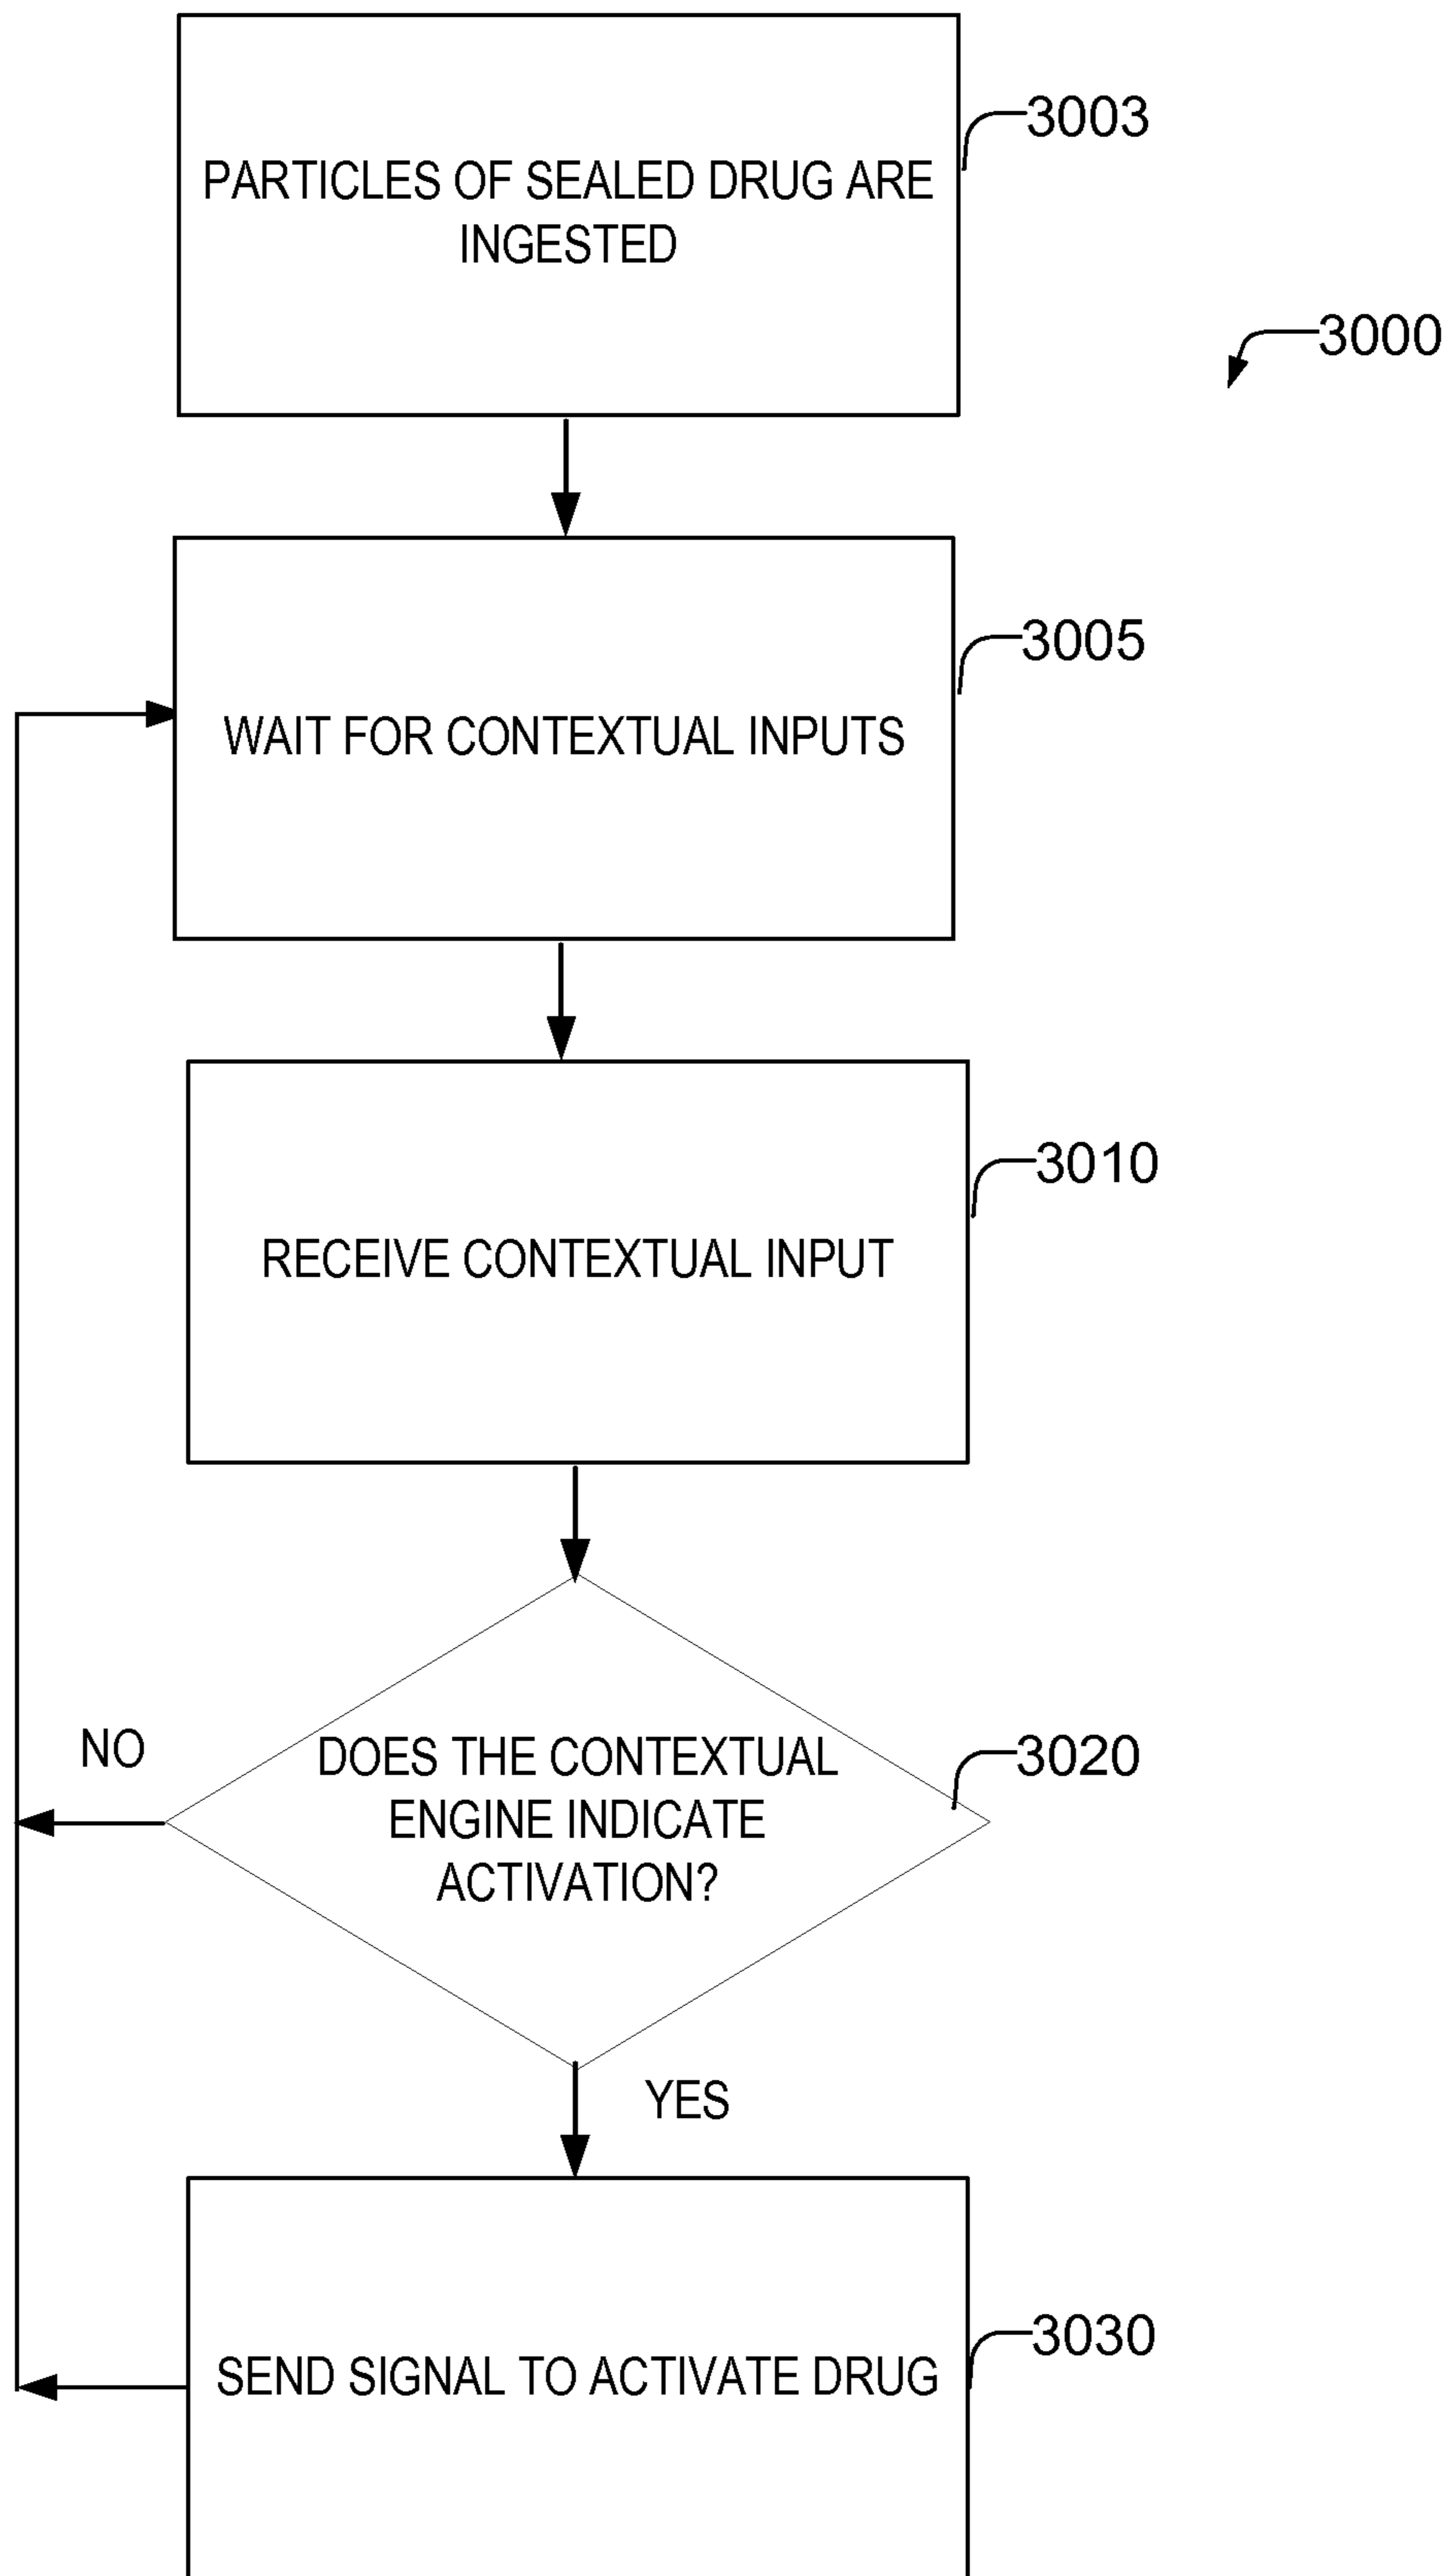 3003
PARTICLES OF SEALED DRUG ARE
INGESTED
3000
3005
WAIT FOR CONTEXTUAL INPUTS
3010
RECEIVE CONTEXTUAL INPUT
NO
DOES THE CONTEXTUAL
3020
ENGINE INDICATE
ACTIVATION?
YES
3030
SEND SIGNAL TO ACTIVATE DRUG